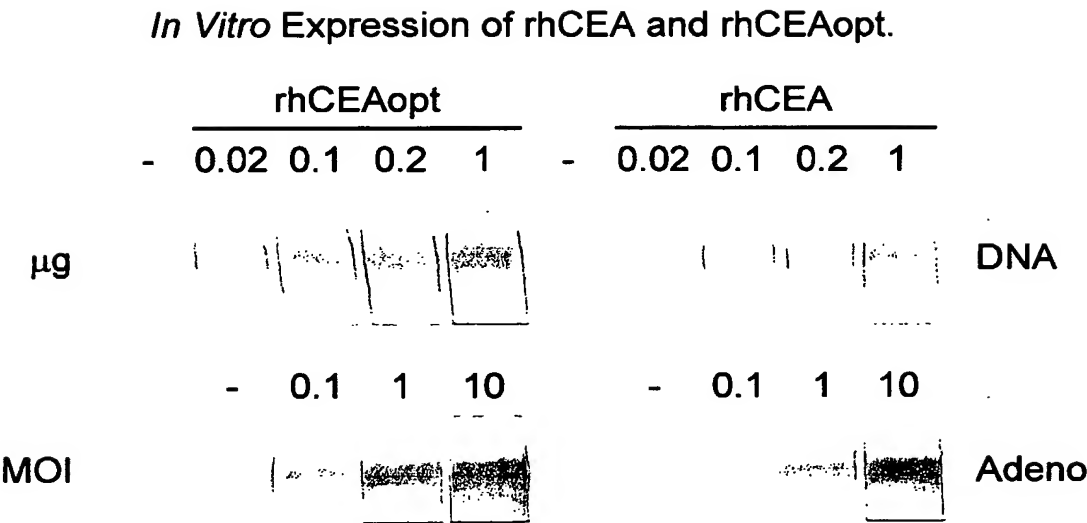 In Vitro Expression of rhCEA and rhCEAopt.
rhCEAopt rhCEA
- 0.02 0.1 0.2 1 - 0.02 0.1 0.2 1
µg DNA
- 0.1 1 10 - 0.1 1 10
MOI Adeno